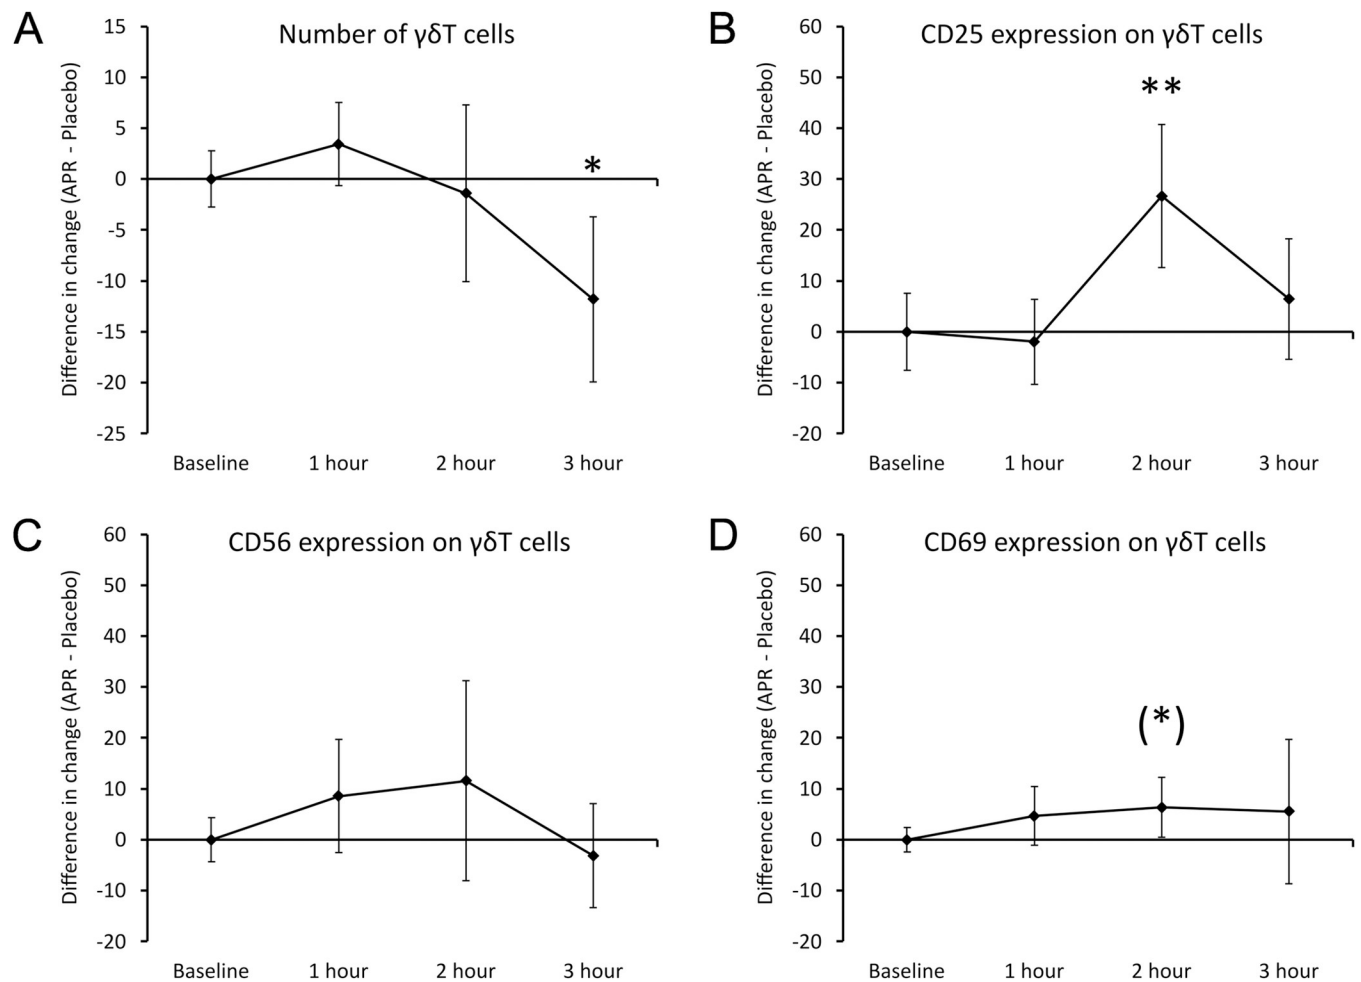 A
Number of γδT cells
Difference in change (APR - Placebo)
15
10
5
0
-5
-10
-15
-20
-25
*
Baseline 1 hour 2 hour 3 hour
B
CD25 expression on γδT cells
Difference in change (APR - Placebo)
60
50
40
30
20
10
0
-10
-20
**
Baseline 1 hour 2 hour 3 hour
C
CD56 expression on γδT cells
Difference in change (APR - Placebo)
60
50
40
30
20
10
0
-10
-20
Baseline 1 hour 2 hour 3 hour
D
CD69 expression on γδT cells
Difference in change (APR - Placebo)
60
50
40
30
20
10
0
-10
-20
(*)
Baseline 1 hour 2 hour 3 hour